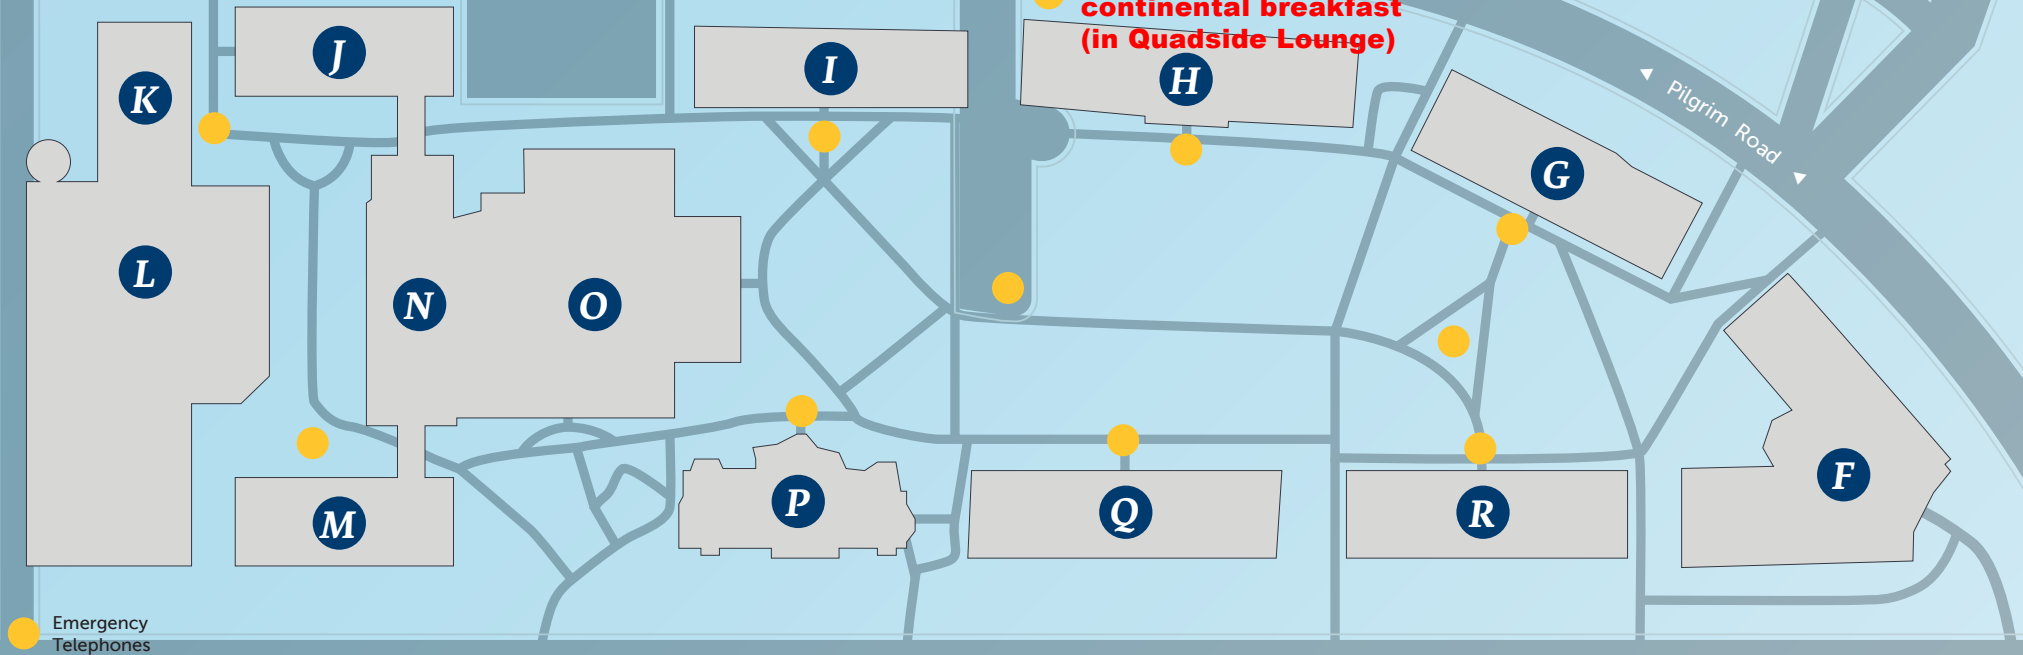 continental breakfast
(in Quadside Lounge)
J
I
H
K
Pilgrim Road
G
L
N
O
F
P
Q
R
M
Emergency
Telephones